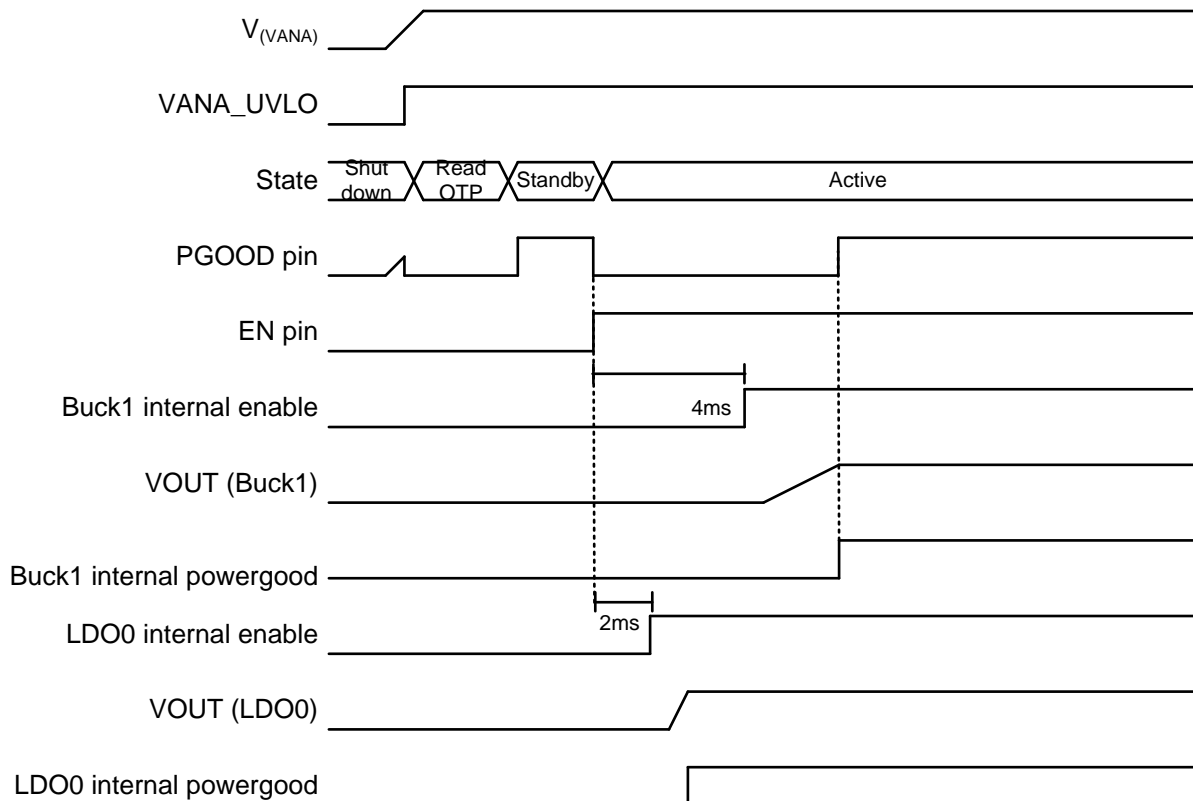 V(VANA)
VANA_UVLO
State
Shut
down
Read
OTP
Standby
Active
PGOOD pin
EN pin
Buck1 internal enable
4ms
VOUT (Buck1)
Buck1 internal powergood
2ms
LDO0 internal enable
VOUT (LDO0)
LDO0 internal powergood